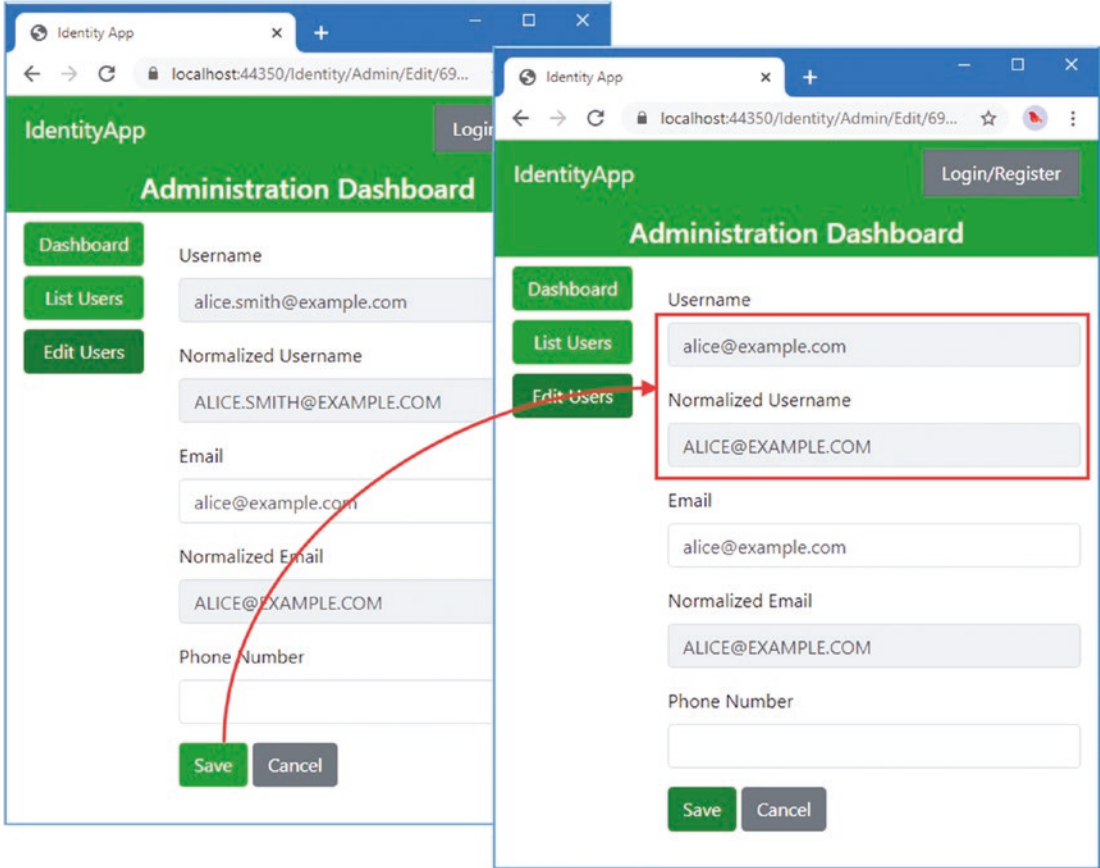 Identity App
localhost:44350/Identity/Admin/Edit/69...
IdentityApp
Administration Dashboard
Dashboard
List Users
Edit Users
Username
alice.smith@example.com
Normalized Username
ALICE.SMITH@EXAMPLE.COM
Email
alice@example.com
Normalized Email
ALICE@EXAMPLE.COM
Phone Number
Save Cancel
Identity App
localhost:44350/Identity/Admin/Edit/69...
IdentityApp Login/Register
Administration Dashboard
Dashboard
List Users
Edit Users
Username
alice@example.com
Normalized Username
ALICE@EXAMPLE.COM
Email
alice@example.com
Normalized Email
ALICE@EXAMPLE.COM
Phone Number
Save Cancel